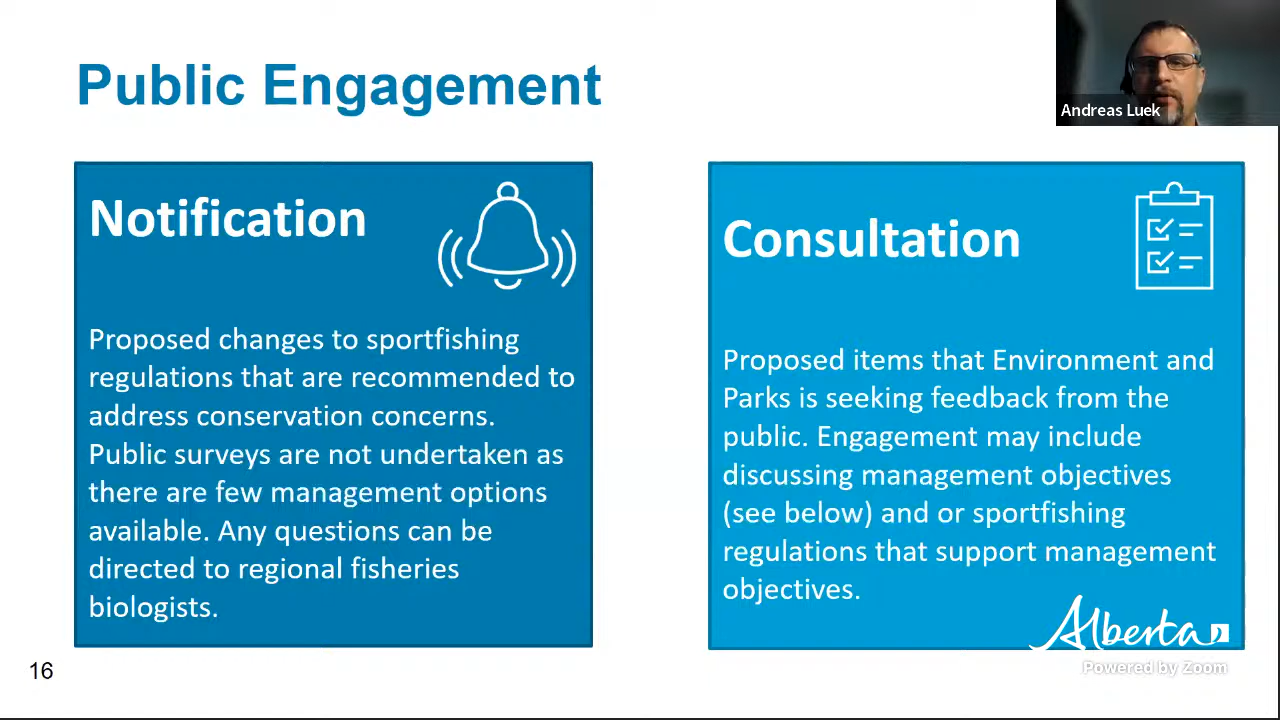 Public Engagement
Andreas Luek
Notification
Proposed changes to sportfishing
regulations that are recommended to
address conservation concerns.
Public surveys are not undertaken as
there are few management options
available. Any questions can be
directed to regional fisheries
biologists.
Consultation
Proposed items that Environment and
Parks is seeking feedback from the
public. Engagement may include
discussing management objectives
(see below) and or sportfishing
regulations that support management
objectives.
Alberta
Powered by Zoom
16